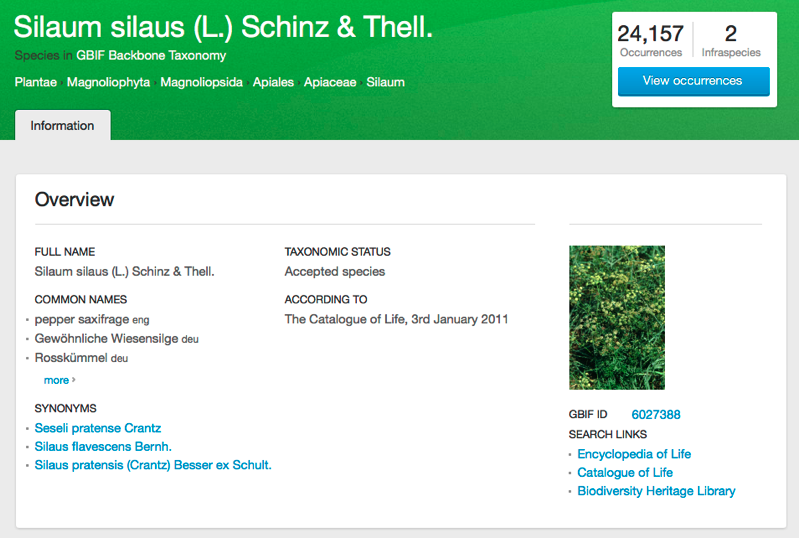 Silaum silaus (L.) Schinz & Thell.
Species in GBIF Backbone Taxonomy
Plantae Magnoliophyta Magnoliopsida Apiales Apiaceae Silaum
24,157 2
Occurrences Infraspecies
View occurrences
Information
Overview
FULL NAME
Silaum silaus (L.) Schinz & Thell.
COMMON NAMES
pepper saxifrage eng
Gewöhnliche Wiesensilge deu
Rosskümmel deu
more ›
SYNONYMS
Seseli pratense Crantz
Silaus flavescens Bernh.
Silaus pratensis (Crantz) Besser ex Schult.
TAXONOMIC STATUS
Accepted species
ACCORDING TO
The Catalogue of Life, 3rd January 2011
GBIF ID 6027388
SEARCH LINKS
Encyclopedia of Life
Catalogue of Life
Biodiversity Heritage Library